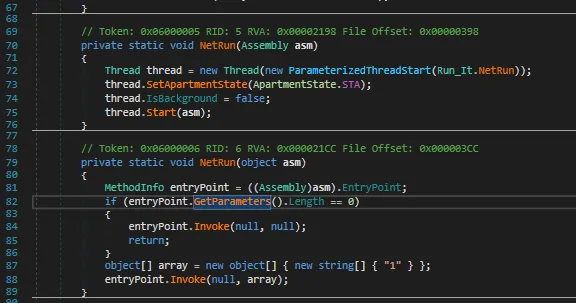 67 }
68
69 // Token: 0x06000005 RID: 5 RVA: 0x00002198 File Offset: 0x00000398
70 private static void NetRun(Assembly asm)
71 {
72 Thread thread = new Thread(new ParameterizedThreadStart(Run_It.NetRun));
73 thread.SetApartmentState(ApartmentState.STA);
74 thread.IsBackground = false;
75 thread.Start(asm);
76 }
77
78 // Token: 0x06000006 RID: 6 RVA: 0x000021CC File Offset: 0x000003CC
79 private static void NetRun(object asm)
80 {
81 MethodInfo entryPoint = ((Assembly)asm).EntryPoint;
82 if (entryPoint.GetParameters().Length == 0)
83 {
84 entryPoint.Invoke(null, null);
85 return;
86 }
87 object[] array = new object[] { new string[] { "1" } };
88 entryPoint.Invoke(null, array);
89 }
90